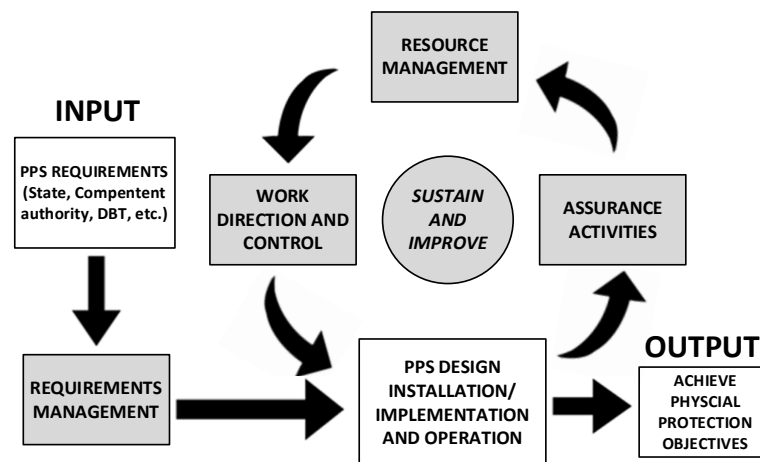 RESOURCE
MANAGEMENT
INPUT
PPS REQUIREMENTS
(State, Compentent
authority, DBT, etc.)
WORK
DIRECTION AND
CONTROL
SUSTAIN
AND
IMPROVE
ASSURANCE
ACTIVITIES
REQUIREMENTS
MANAGEMENT
PPS DESIGN
INSTALLATION/
IMPLEMENTATION
AND OPERATION
OUTPUT
ACHIEVE
PHYSCIAL
PROTECTION
OBJECTIVES